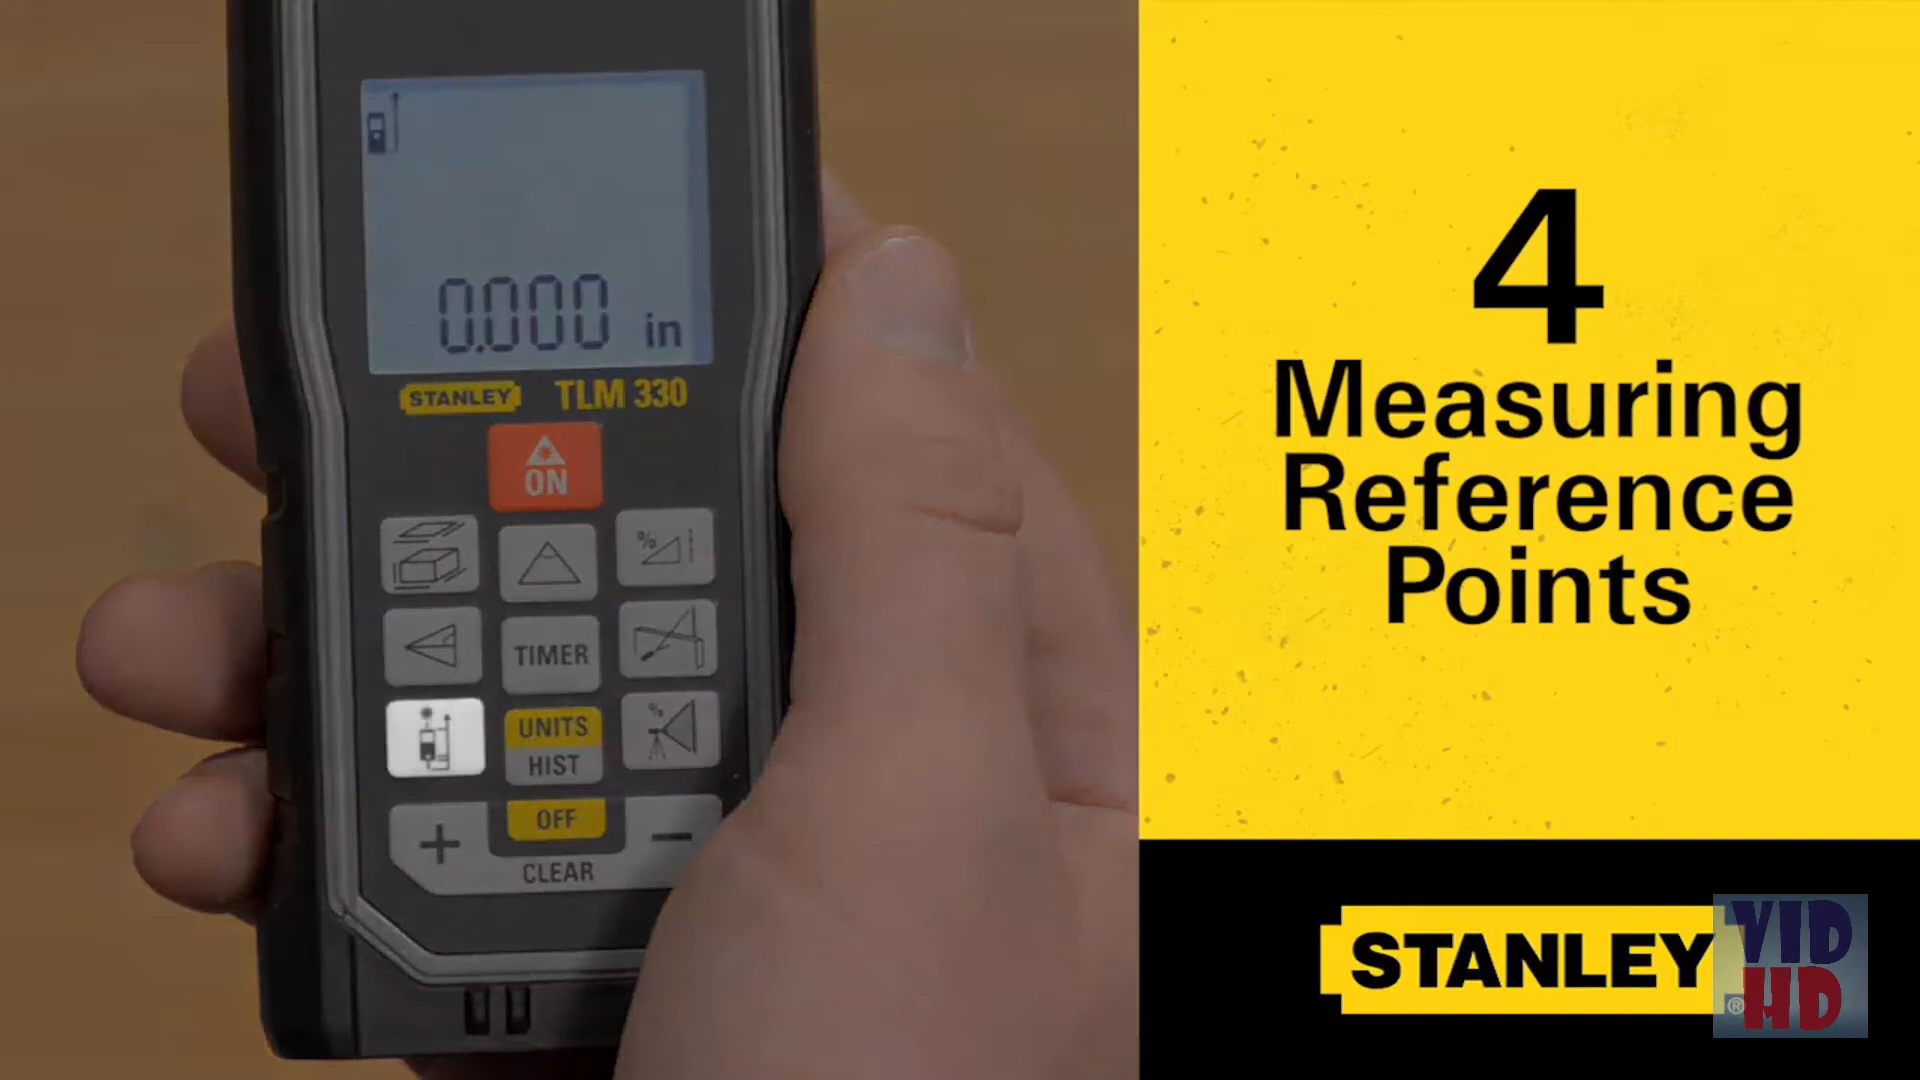 0.000 in
STANLEY TLM 330
ON
%
TIMER
%
UNITS
HIST
+ OFF −
CLEAR
4
Measuring
Reference
Points
STANLEY
®
VID
HD